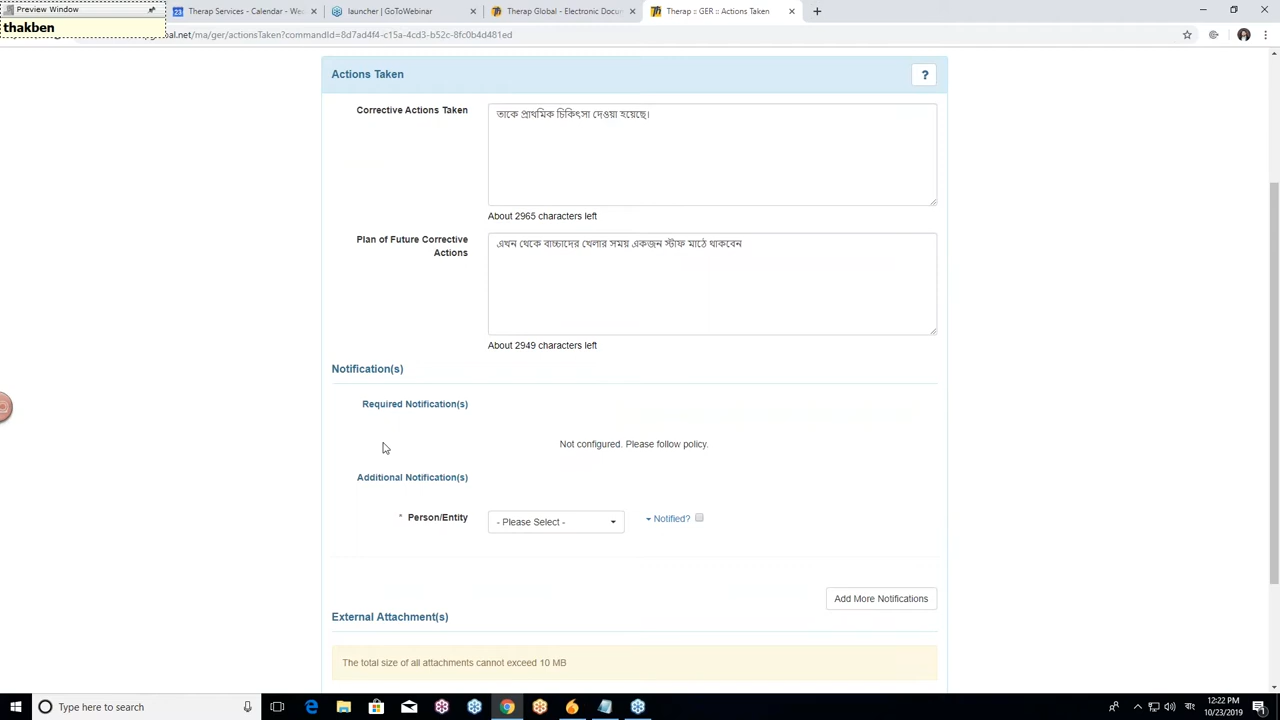 Preview Window
thakben
Therap Services - Calendar - We
launcher | GoToWebinar
Therap Global - Electronic Docu
Therap :: GER :: Actions Taken
global.net/ma/ger/actionsTaken?commandId=8d7ad4f4-c15a-4cd3-b52c-8fc0b4d481ed
Actions Taken
?
Corrective Actions Taken
তাকে প্রাথমিক চিকিৎসা দেওয়া হয়েছে।
About 2965 characters left
Plan of Future Corrective
Actions
এখন থেকে বাচ্চাদের খেলার সময় একজন স্টাফ মাঠে থাকবেন
About 2949 characters left
Notification(s)
Required Notification(s)
Not configured. Please follow policy.
Additional Notification(s)
* Person/Entity
- Please Select -
Notified?
Add More Notifications
External Attachment(s)
The total size of all attachments cannot exceed 10 MB
Type here to search
12:22 PM
10/23/2019